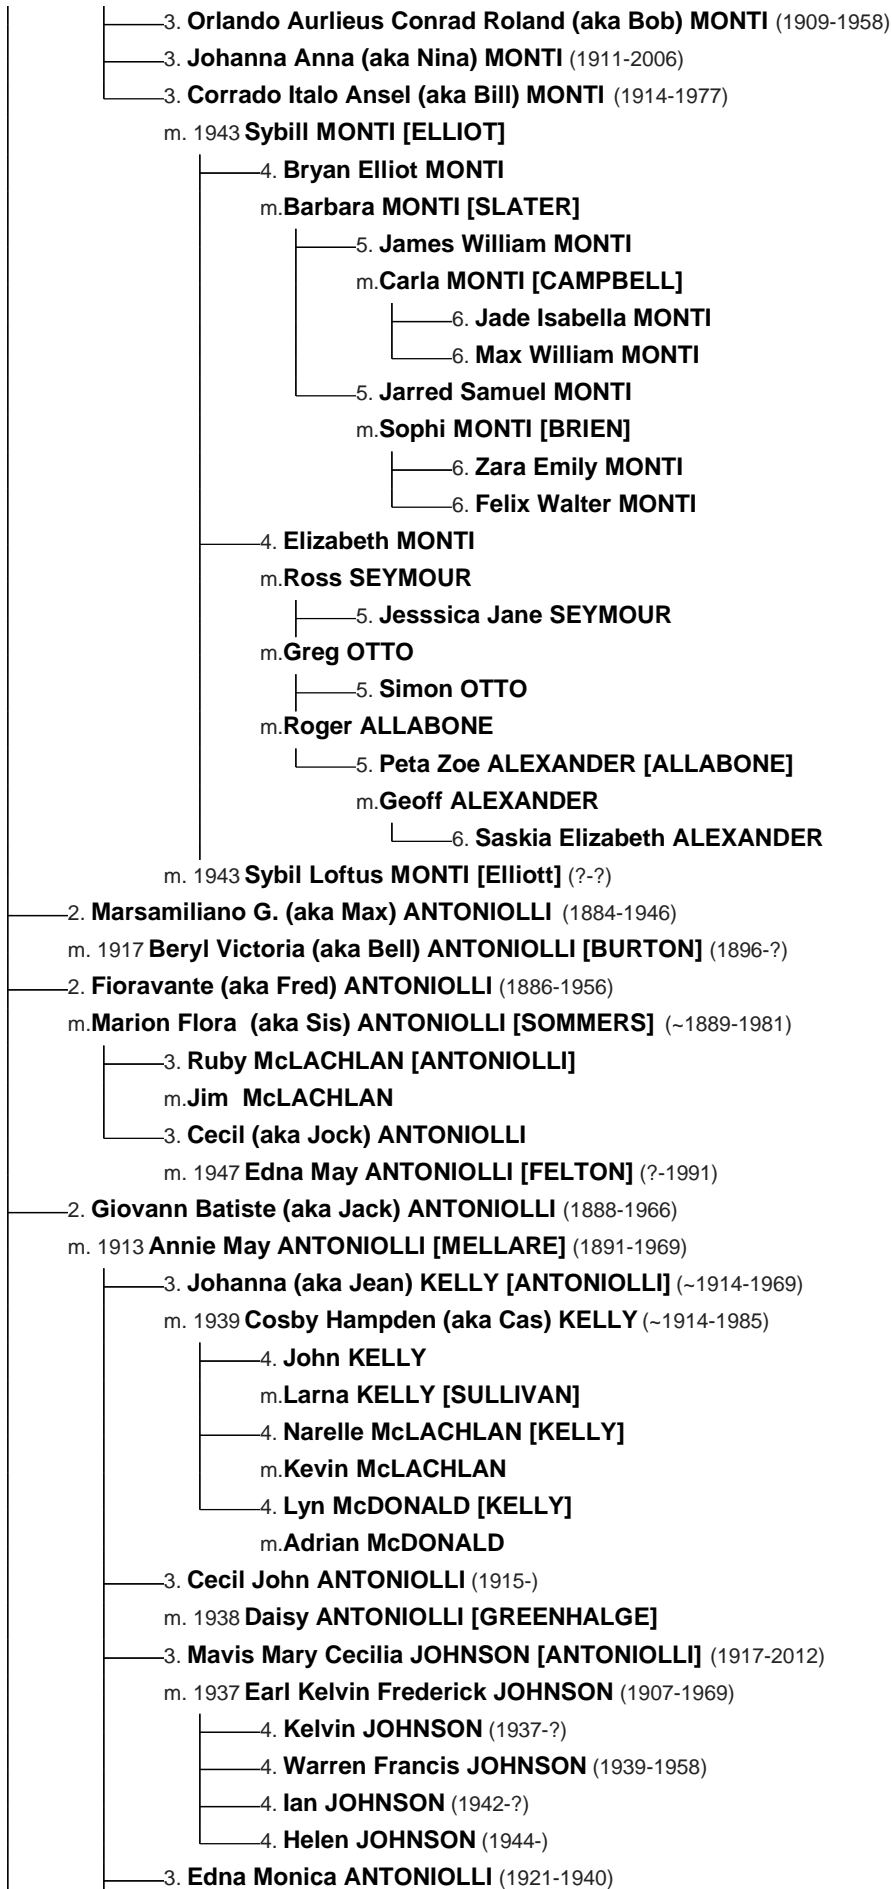 3. Orlando Aurlieus Conrad Roland (aka Bob) MONTI (1909-1958)
3. Johanna Anna (aka Nina) MONTI (1911-2006)
3. Corrado Italo Ansel (aka Bill) MONTI (1914-1977)
m. 1943 Sybill MONTI [ELLIOT]
4. Bryan Elliot MONTI
m.Barbara MONTI [SLATER]
5. James William MONTI
m.Carla MONTI [CAMPBELL]
6. Jade Isabella MONTI
6. Max William MONTI
5. Jarred Samuel MONTI
m.Sophi MONTI [BRIEN]
6. Zara Emily MONTI
6. Felix Walter MONTI
4. Elizabeth MONTI
m.Ross SEYMOUR
5. Jesssica Jane SEYMOUR
m.Greg OTTO
5. Simon OTTO
m.Roger ALLABONE
5. Peta Zoe ALEXANDER [ALLABONE]
m.Geoff ALEXANDER
6. Saskia Elizabeth ALEXANDER
m. 1943 Sybil Loftus MONTI [Elliott] (?-?)
2. Marsamiliano G. (aka Max) ANTONIOLLI (1884-1946)
m. 1917 Beryl Victoria (aka Bell) ANTONIOLLI [BURTON] (1896-?)
2. Fioravante (aka Fred) ANTONIOLLI (1886-1956)
m.Marion Flora (aka Sis) ANTONIOLLI [SOMMERS] (~1889-1981)
3. Ruby McLACHLAN [ANTONIOLLI]
m.Jim McLACHLAN
3. Cecil (aka Jock) ANTONIOLLI
m. 1947 Edna May ANTONIOLLI [FELTON] (?-1991)
2. Giovann Batiste (aka Jack) ANTONIOLLI (1888-1966)
m. 1913 Annie May ANTONIOLLI [MELLARE] (1891-1969)
3. Johanna (aka Jean) KELLY [ANTONIOLLI] (~1914-1969)
m. 1939 Cosby Hampden (aka Cas) KELLY (~1914-1985)
4. John KELLY
m.Larna KELLY [SULLIVAN]
4. Narelle McLACHLAN [KELLY]
m.Kevin McLACHLAN
4. Lyn McDONALD [KELLY]
m.Adrian McDONALD
3. Cecil John ANTONIOLLI (1915-)
m. 1938 Daisy ANTONIOLLI [GREENHALGE]
3. Mavis Mary Cecilia JOHNSON [ANTONIOLLI] (1917-2012)
m. 1937 Earl Kelvin Frederick JOHNSON (1907-1969)
4. Kelvin JOHNSON (1937-?)
4. Warren Francis JOHNSON (1939-1958)
4. Ian JOHNSON (1942-?)
4. Helen JOHNSON (1944-)
3. Edna Monica ANTONIOLLI (1921-1940)